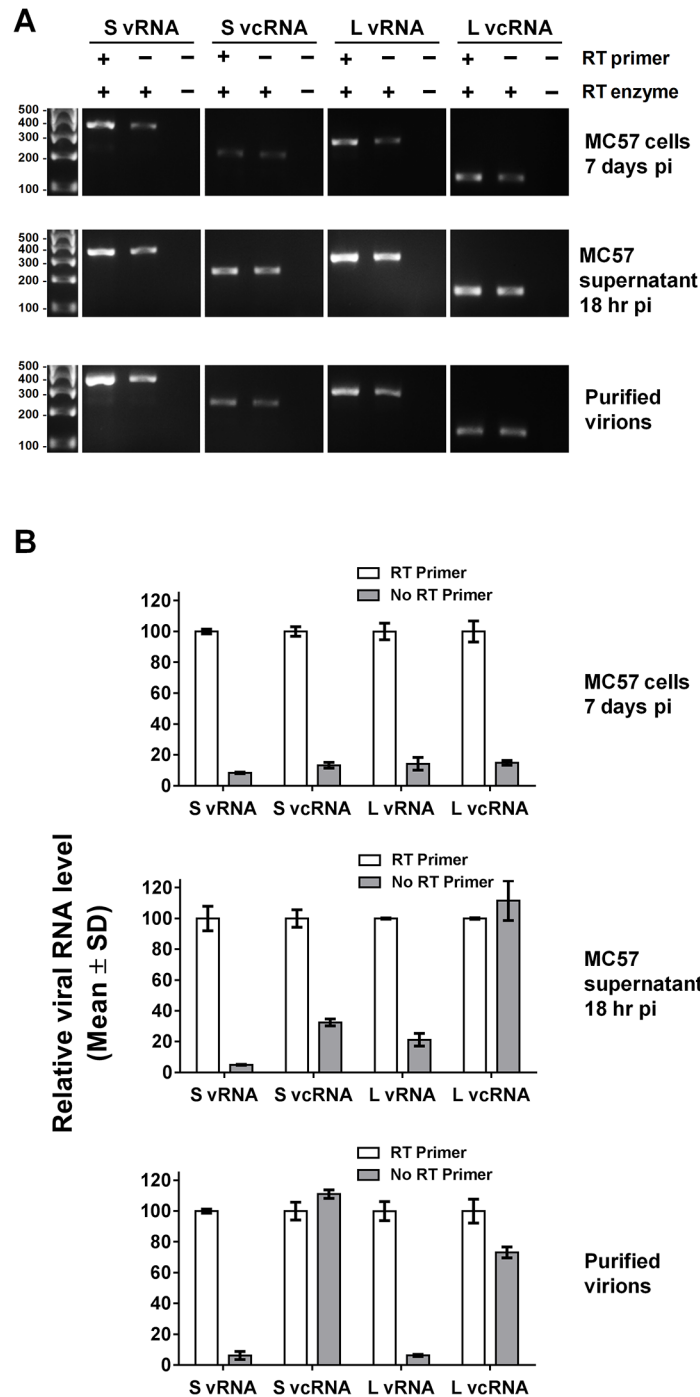 A
S vRNA S vcRNA L vRNA L vcRNA
+ − − + − − + − − + − − RT primer
+ + − + + − + + − + + − RT enzyme
500
400
300
200
100
MC57 cells
7 days pi
500
400
300
200
100
MC57
supernatant
18 hr pi
500
400
300
200
100
Purified
virions
B
Relative viral RNA level
(Mean ± SD)
RT Primer
No RT Primer
120
100
80
60
40
20
0
S vRNA S vcRNA L vRNA L vcRNA
MC57 cells
7 days pi
RT Primer
No RT Primer
120
100
80
60
40
20
0
S vRNA S vcRNA L vRNA L vcRNA
MC57
supernatant
18 hr pi
RT Primer
No RT Primer
120
100
80
60
40
20
0
S vRNA S vcRNA L vRNA L vcRNA
Purified
virions